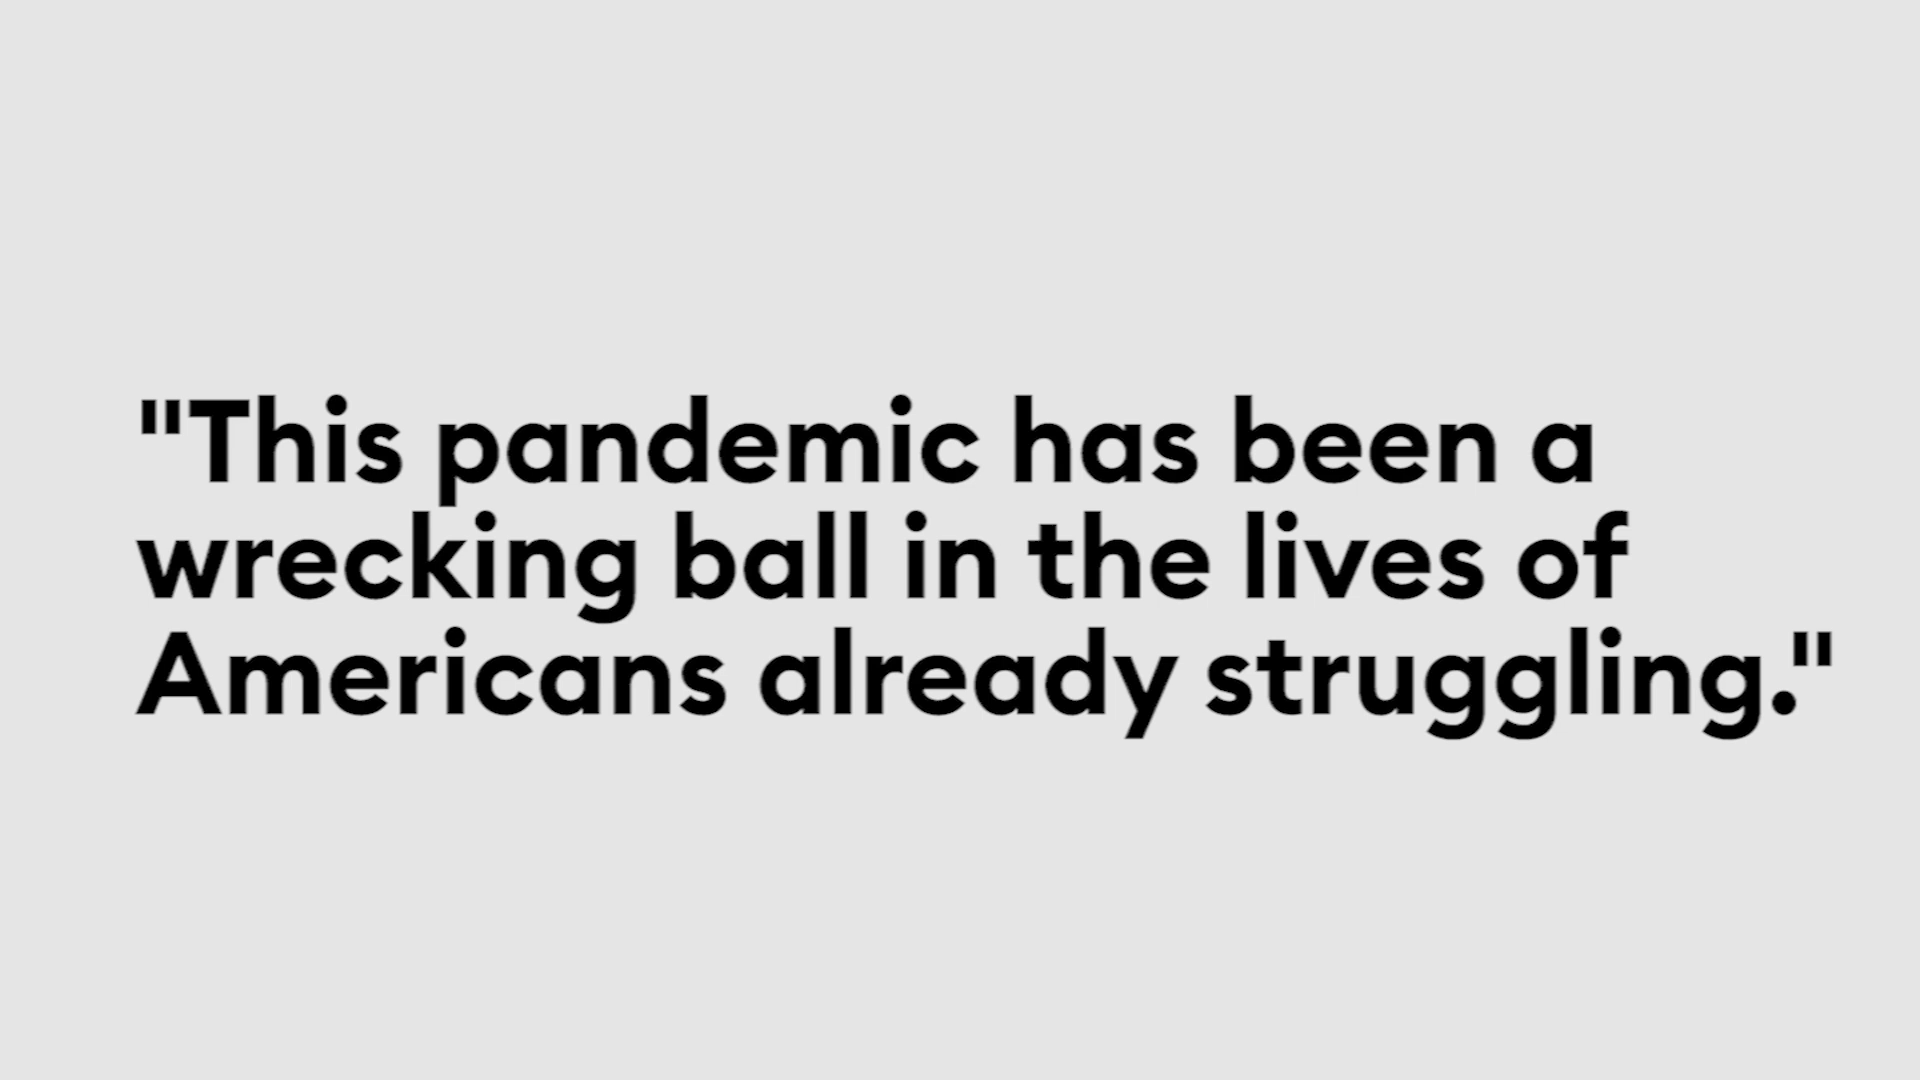 "This pandemic has been a
wrecking ball in the lives of
Americans already struggling."